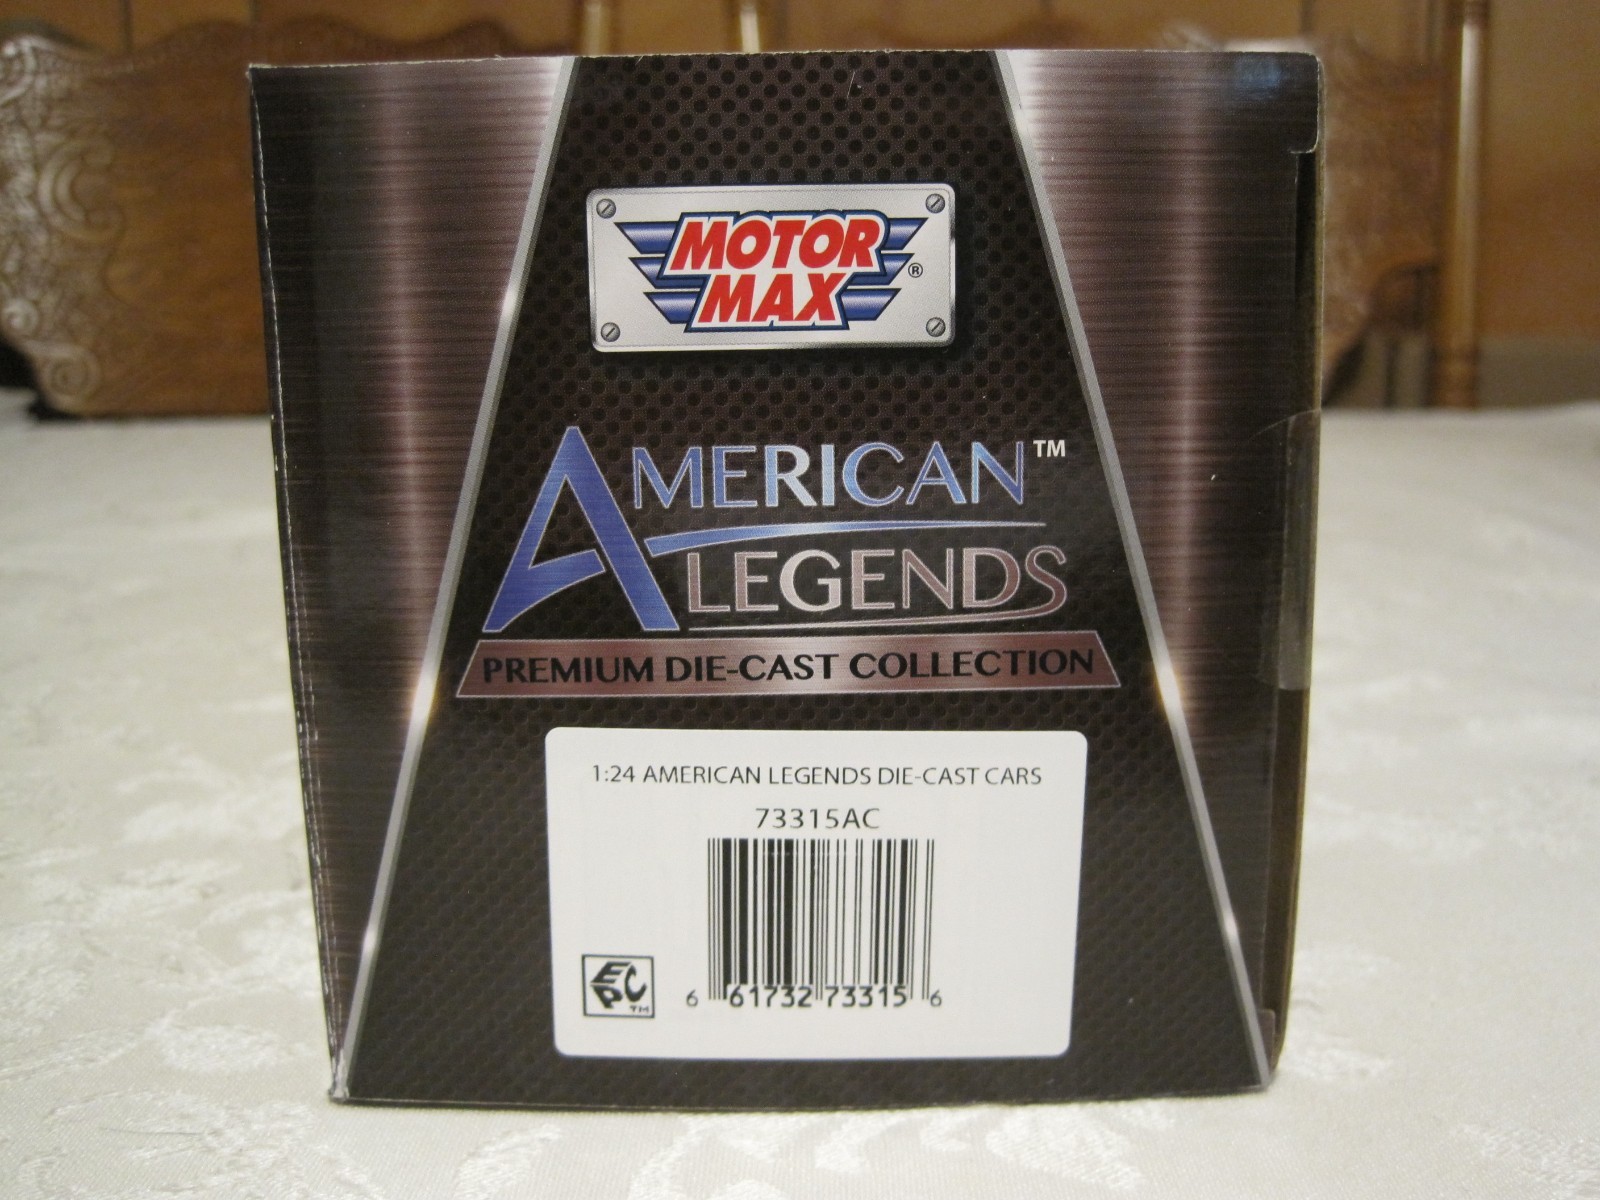 MOTOR
MAX®
AMERICAN™
LEGENDS
PREMIUM DIE-CAST COLLECTION
1:24 AMERICAN LEGENDS DIE-CAST CARS
73315AC
EPC™
6 61732 73315 6